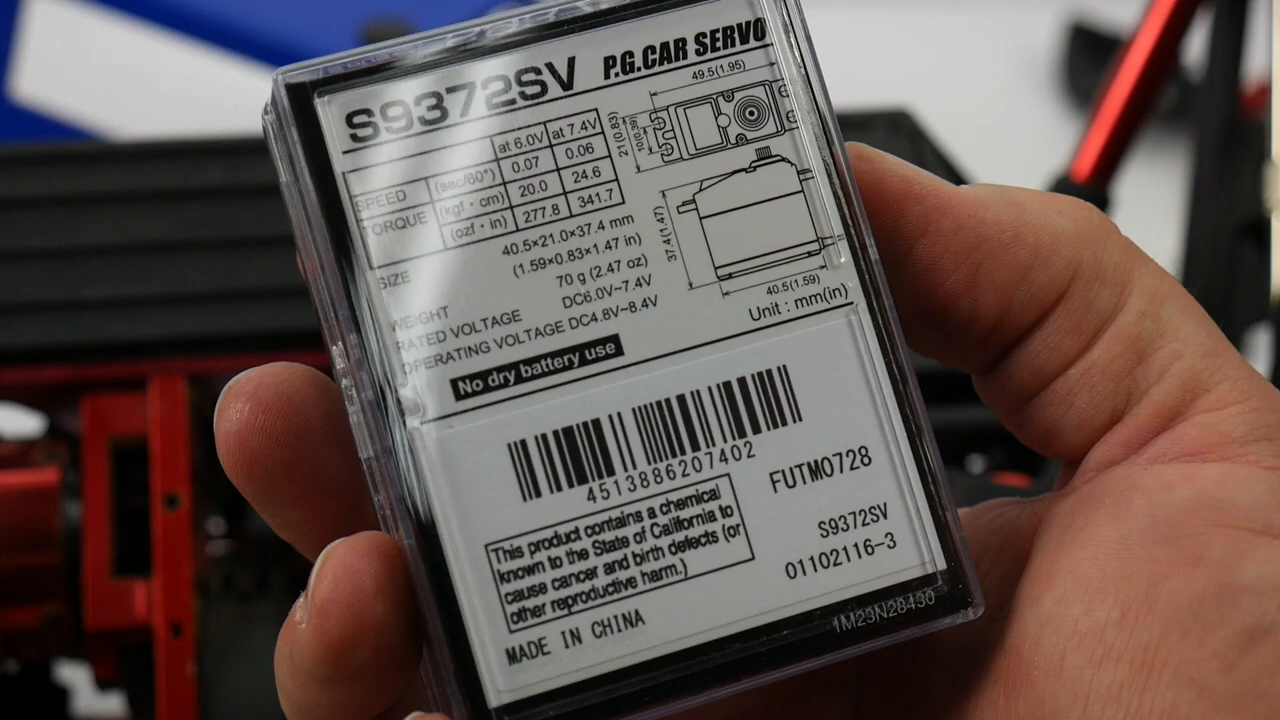 S9372SV P.G.CAR SERVO
at 6.0V at 7.4V
SPEED (sec/60°) 0.07 0.06
TORQUE (kgf・cm) 20.0 24.6
(ozf・in) 277.8 341.7
SIZE 40.5×21.0×37.4 mm
(1.59×0.83×1.47 in)
WEIGHT 70 g (2.47 oz)
RATED VOLTAGE DC6.0V~7.4V
OPERATING VOLTAGE DC4.8V~8.4V
No dry battery use
49.5(1.95)
21(0.83)
10(0.39)
37.4(1.47)
40.5(1.59)
Unit : mm(in)
4513886207402
FUTM0728
This product contains a chemical
known to the State of California to
cause cancer and birth defects (or
other reproductive harm.)
S9372SV
01102116-3
MADE IN CHINA
1M23N28430